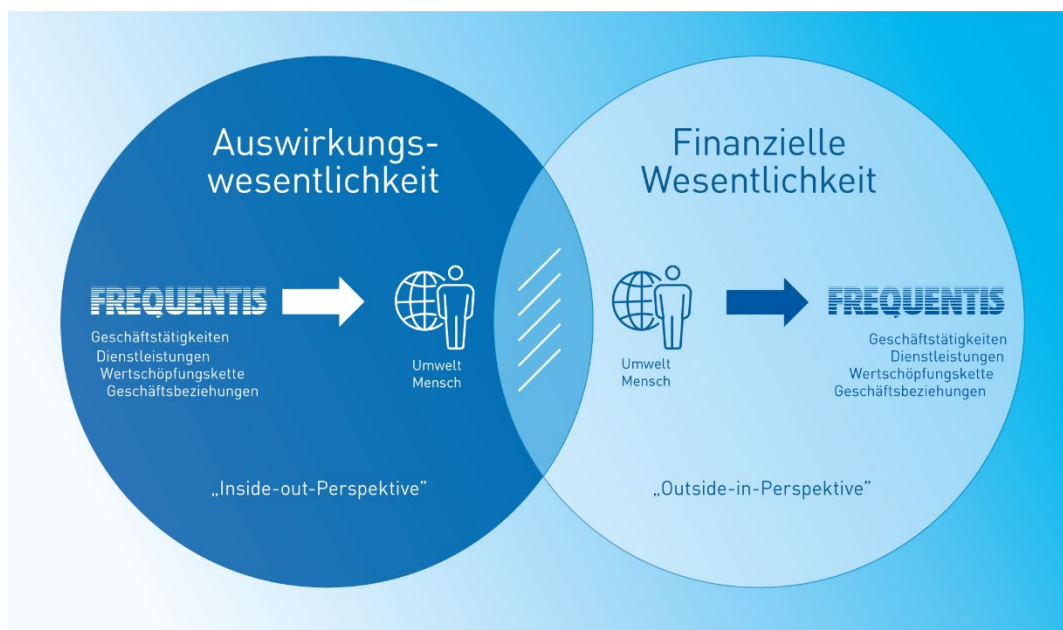 Auswirkungs-
wesentlichkeit
FREQUENTIS
Geschäftstätigkeiten
Dienstleistungen
Wertschöpfungskette
Geschäftsbeziehungen
Umwelt
Mensch
„Inside-out-Perspektive”
Finanzielle
Wesentlichkeit
Umwelt
Mensch
FREQUENTIS
Geschäftstätigkeiten
Dienstleistungen
Wertschöpfungskette
Geschäftsbeziehungen
„Outside-in-Perspektive”